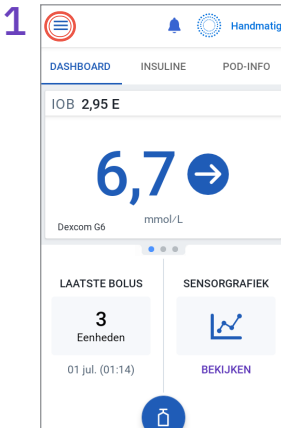 1
Handmatig
DASHBOARD INSULINE POD-INFO
IOB 2,95 E
6,7
mmol/L
Dexcom G6
LAATSTE BOLUS SENSORGRAFIEK
3
Eenheden
01 jul. (01:14) BEKIJKEN